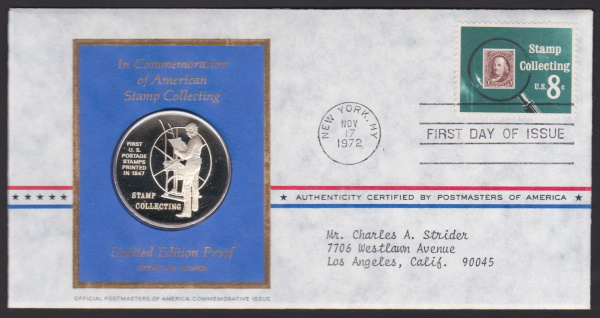 In Commemoration
of American
Stamp Collecting
FIRST
U.S.
POSTAGE
STAMPS
PRINTED
IN 1847
STAMP
COLLECTING
Limited Edition Proof
STERLING SILVER
OFFICIAL POSTMASTERS OF AMERICA COMMEMORATIVE ISSUE
Stamp
Collecting
U.S. 8c
NEW YORK, NY
NOV
17
1972
FIRST DAY OF ISSUE
AUTHENTICITY CERTIFIED BY POSTMASTERS OF AMERICA
Mr. Charles A. Strider
7706 Westlawn Avenue
Los Angeles, Calif. 90045